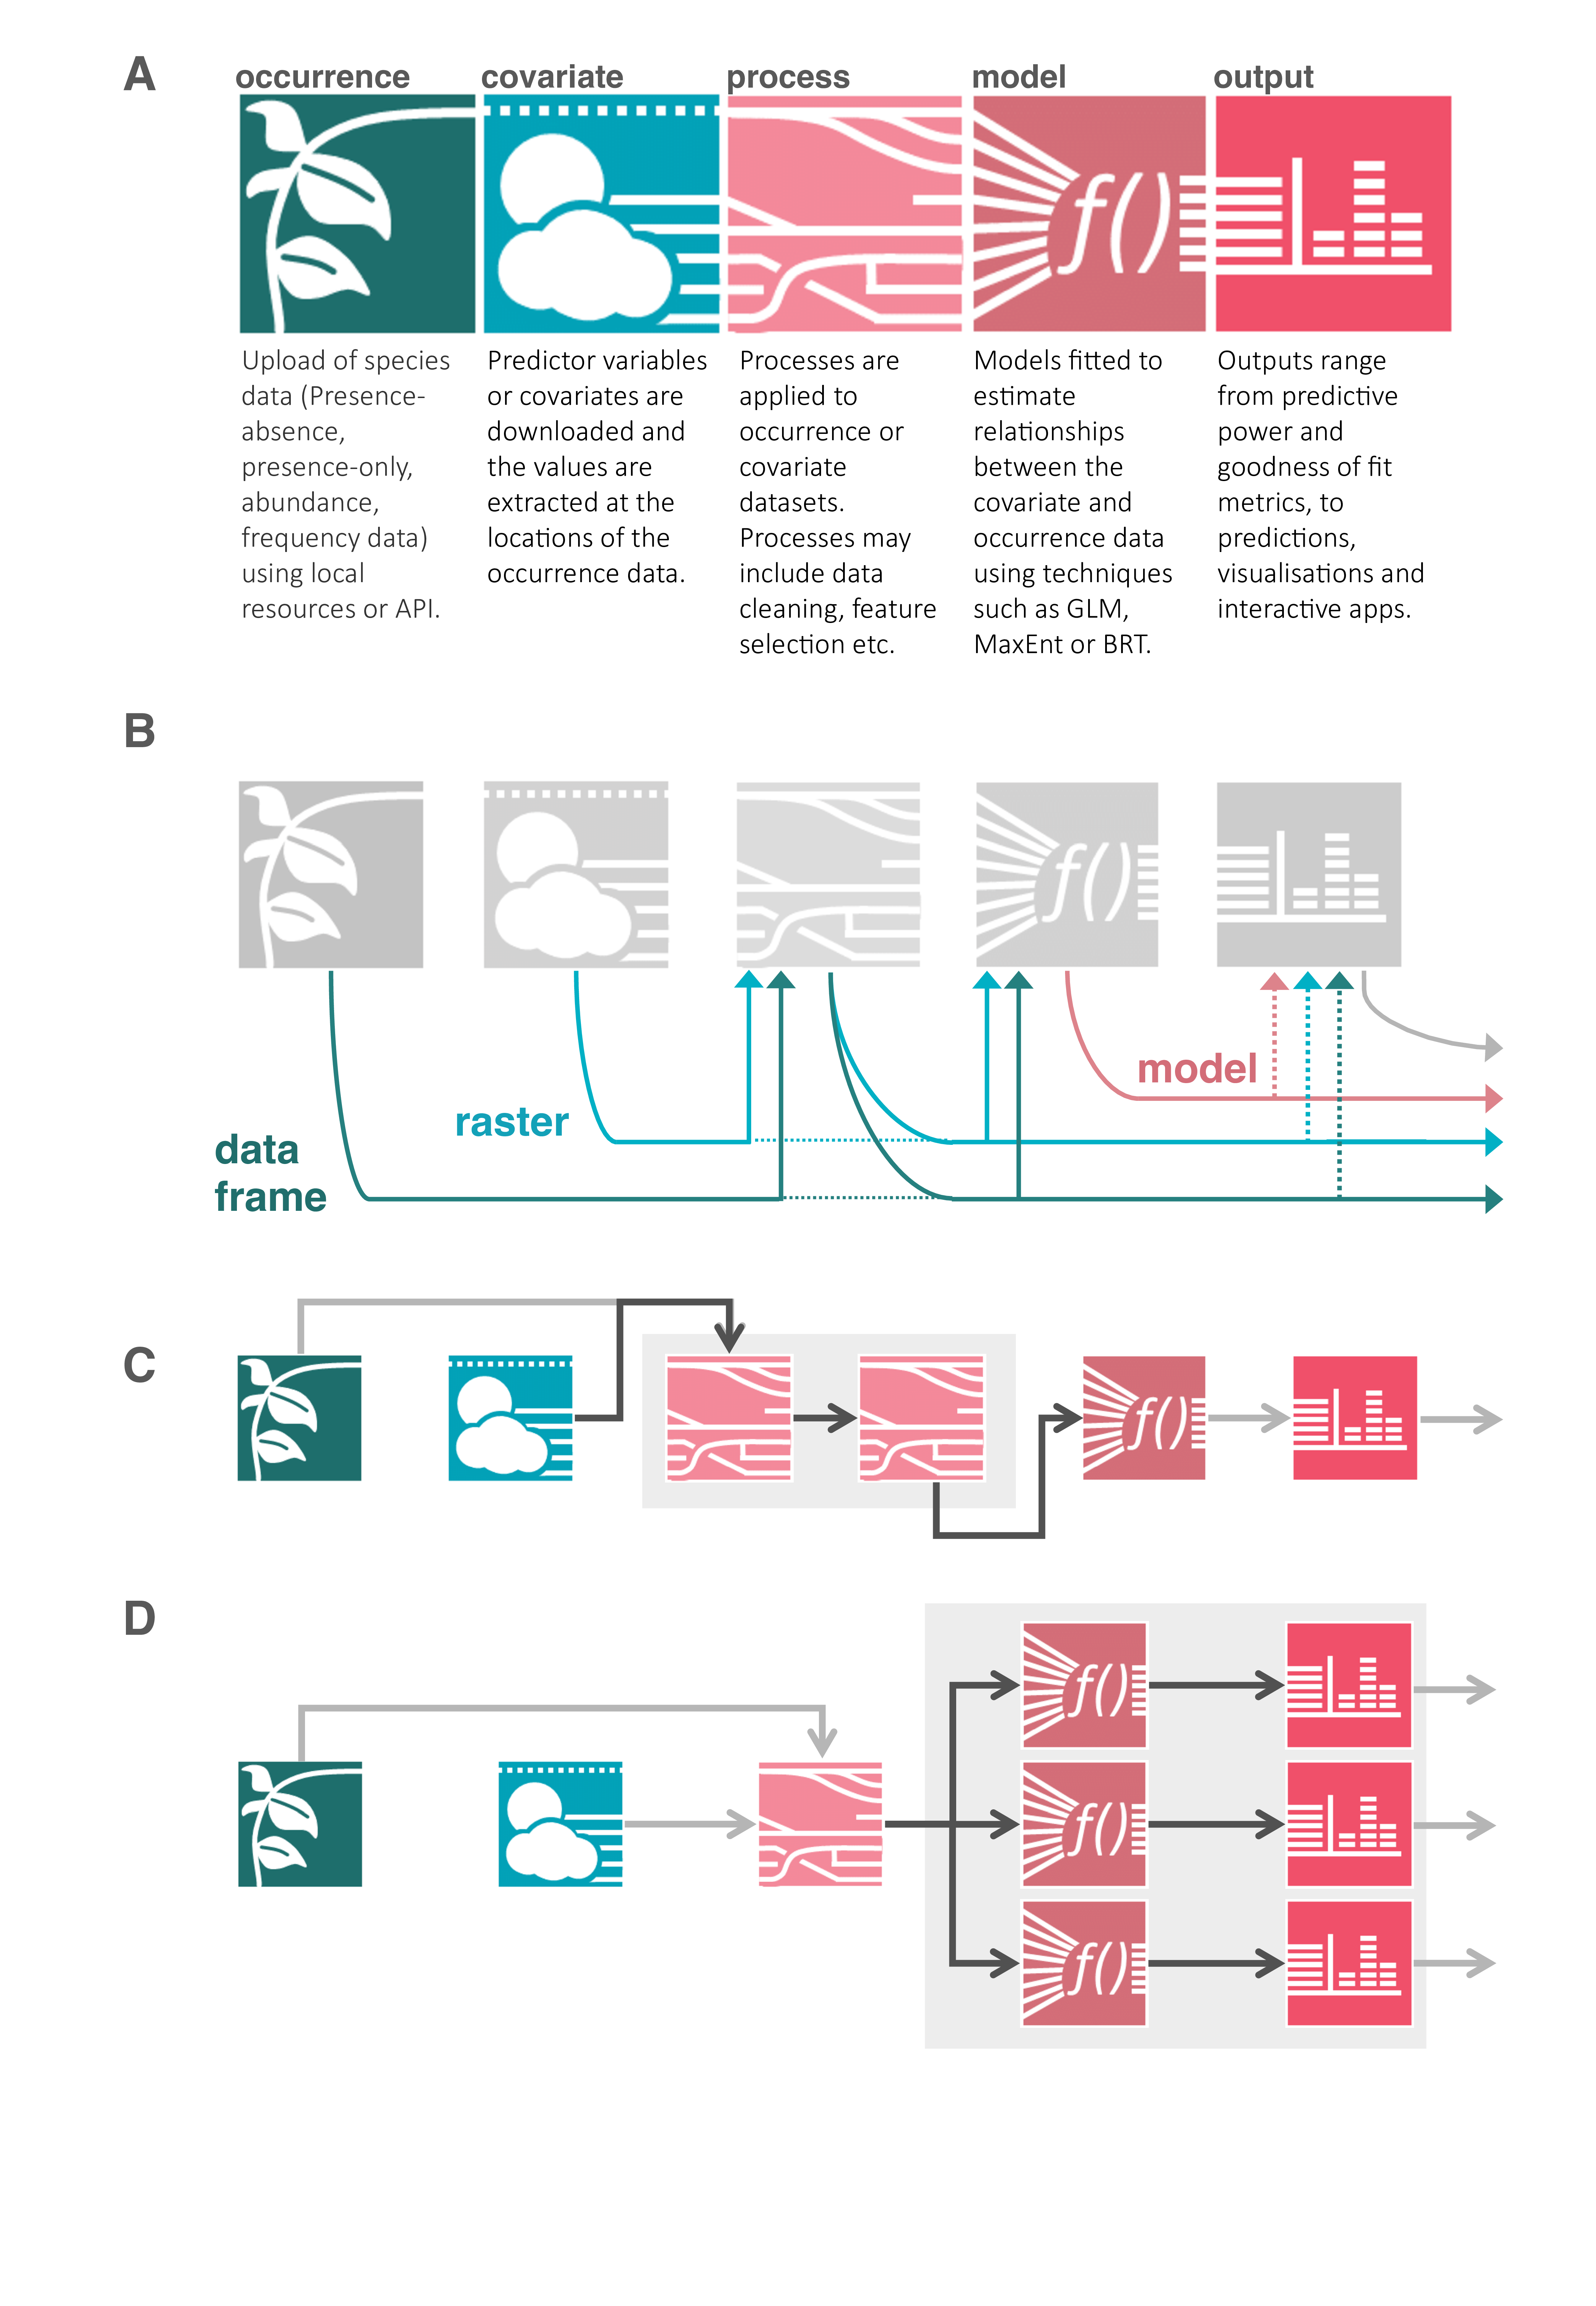 A
occurrence covariate process model output
f()
Upload of species
data (Presence-
absence,
presence-only,
abundance,
frequency data)
using local
resources or API.
Predictor variables
or covariates are
downloaded and
the values are
extracted at the
locations of the
occurrence data.
Processes are
applied to
occurrence or
covariate
datasets.
Processes may
include data
cleaning, feature
selection etc.
Models fitted to
estimate
relationships
between the
covariate and
occurrence data
using techniques
such as GLM,
MaxEnt or BRT.
Outputs range
from predictive
power and
goodness of fit
metrics, to
predictions,
visualisations and
interactive apps.
B
f()
model
raster
data
frame
C
f()
D
f()
f()
f()